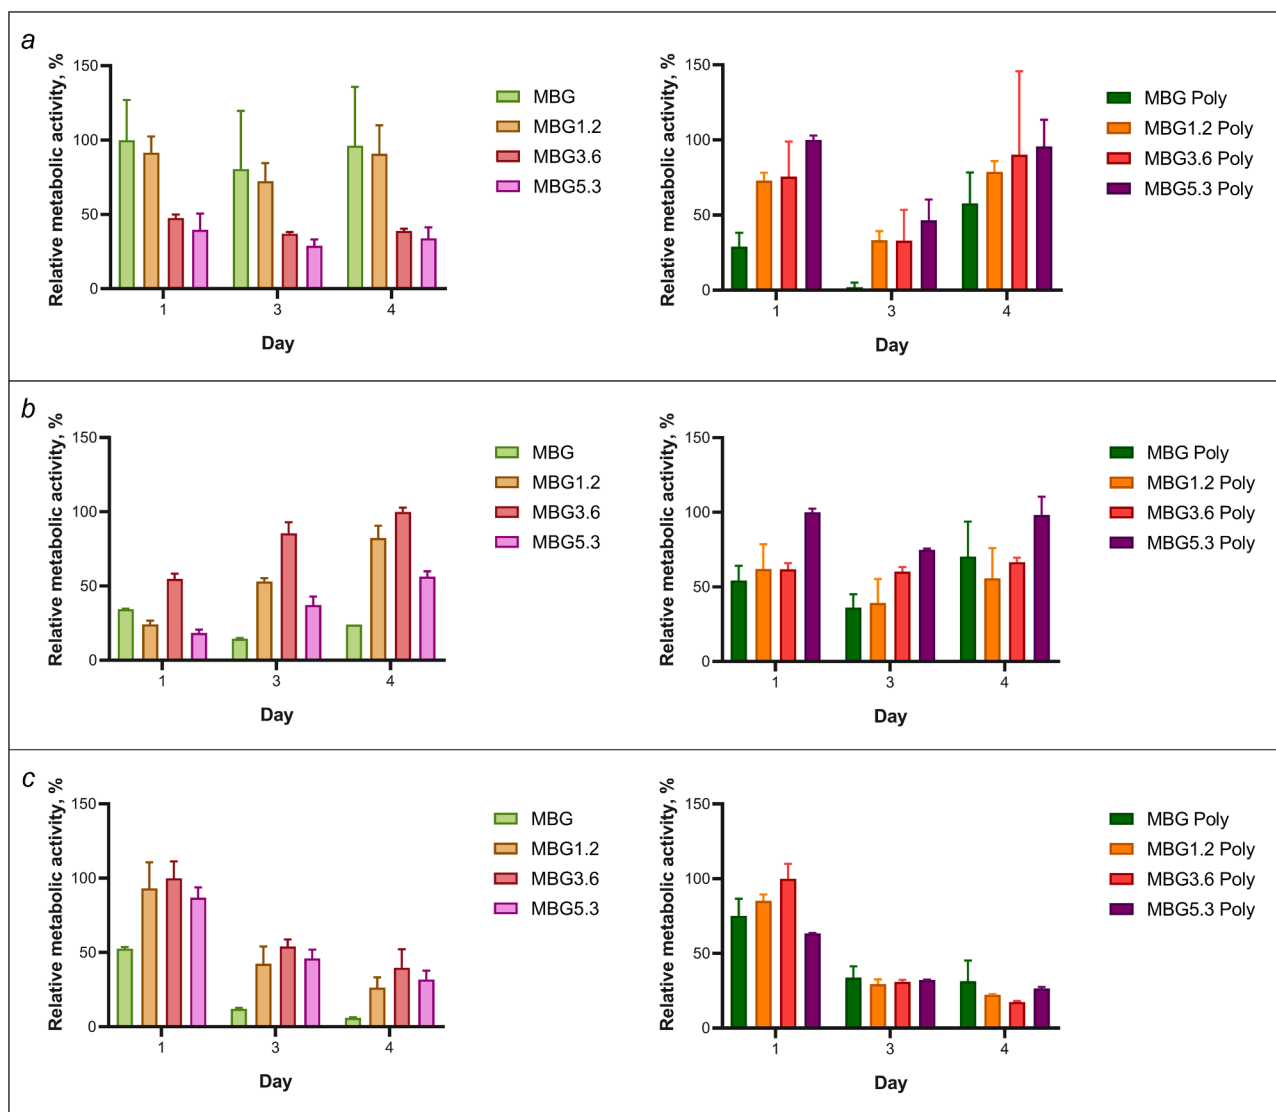 a
Relative metabolic activity, %
150
100
50
0
1
3
4
Day
MBG
MBG1.2
MBG3.6
MBG5.3
Relative metabolic activity, %
150
100
50
0
1
3
4
Day
MBG Poly
MBG1.2 Poly
MBG3.6 Poly
MBG5.3 Poly
b
Relative metabolic activity, %
150
100
50
0
1
3
4
Day
MBG
MBG1.2
MBG3.6
MBG5.3
Relative metabolic activity, %
150
100
50
0
1
3
4
Day
MBG Poly
MBG1.2 Poly
MBG3.6 Poly
MBG5.3 Poly
c
Relative metabolic activity, %
150
100
50
0
1
3
4
Day
MBG
MBG1.2
MBG3.6
MBG5.3
Relative metabolic activity, %
150
100
50
0
1
3
4
Day
MBG Poly
MBG1.2 Poly
MBG3.6 Poly
MBG5.3 Poly